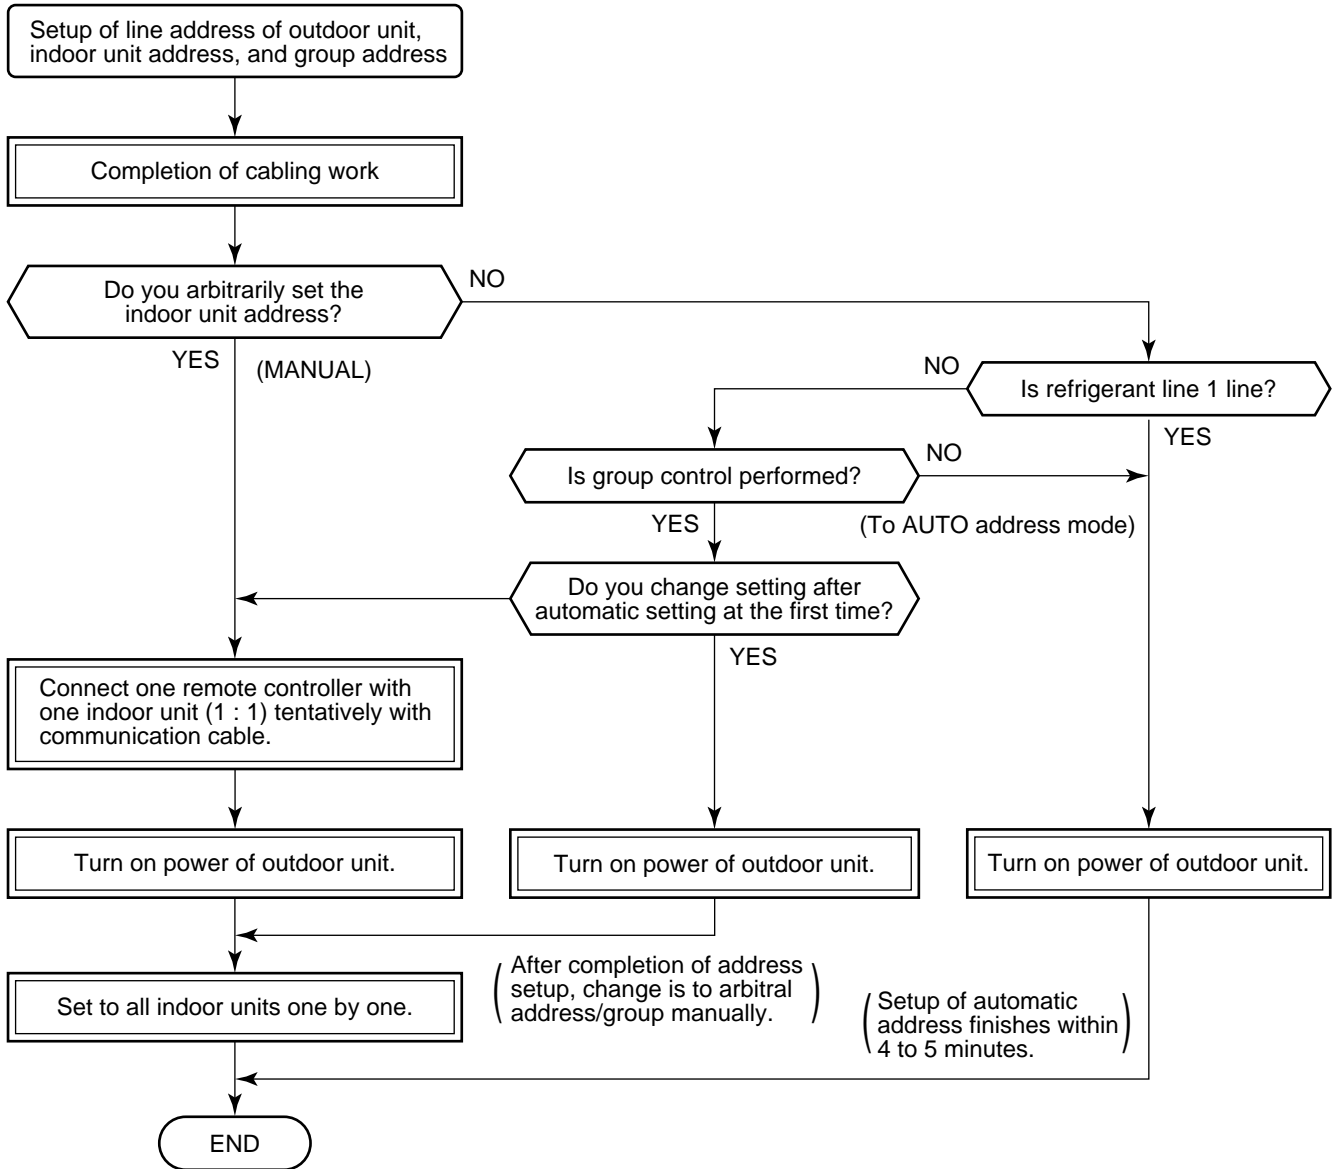 Setup of line address of outdoor unit,
indoor unit address, and group address
Completion of cabling work
Do you arbitrarily set the
indoor unit address?
NO
YES
(MANUAL)
NO
Is refrigerant line 1 line?
YES
Is group control performed?
NO
YES
(To AUTO address mode)
Do you change setting after
automatic setting at the first time?
YES
Connect one remote controller with
one indoor unit (1 : 1) tentatively with
communication cable.
Turn on power of outdoor unit.
Turn on power of outdoor unit.
Turn on power of outdoor unit.
(After completion of address
setup, change is to arbitral
address/group manually.)
(Setup of automatic
address finishes within
4 to 5 minutes.)
Set to all indoor units one by one.
END